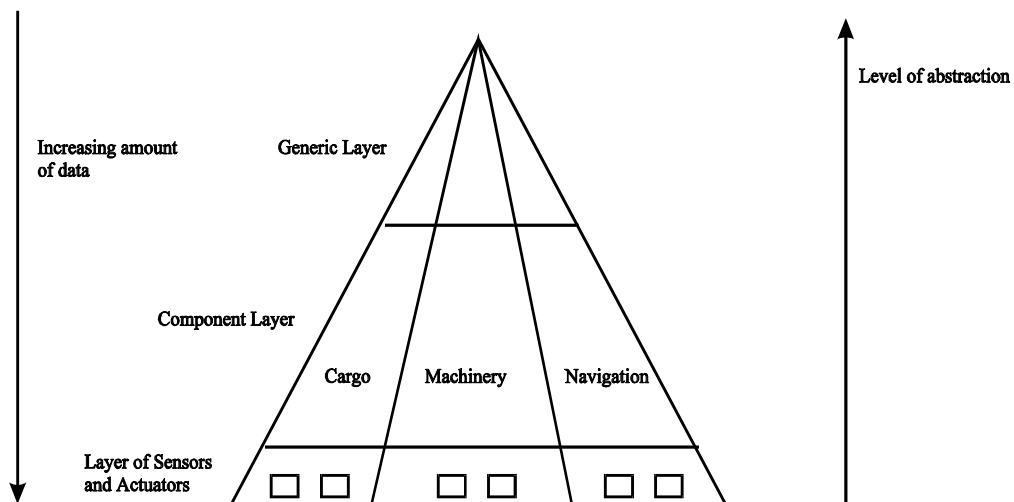 Level of abstraction
Increasing amount
of data
Generic Layer
Component Layer
Cargo
Machinery
Navigation
Layer of Sensors
and Actuators